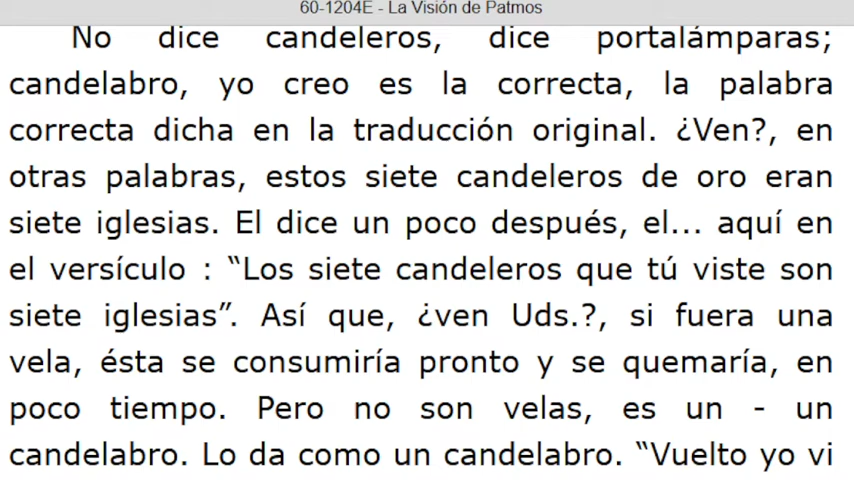 60-1204E - La Visión de Patmos
No dice candeleros, dice portalámparas;
candelabro, yo creo es la correcta, la palabra
correcta dicha en la traducción original. ¿Ven?, en
otras palabras, estos siete candeleros de oro eran
siete iglesias. El dice un poco después, el... aquí en
el versículo : “Los siete candeleros que tú viste son
siete iglesias”. Así que, ¿ven Uds.?, si fuera una
vela, ésta se consumiría pronto y se quemaría, en
poco tiempo. Pero no son velas, es un - un
candelabro. Lo da como un candelabro. “Vuelto yo vi